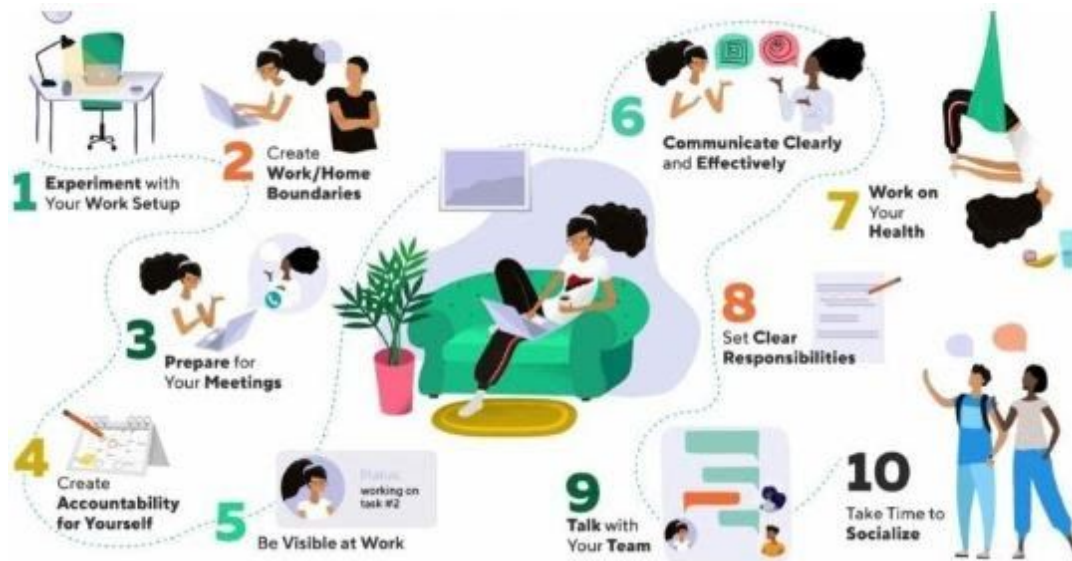 1
Experiment with
Your Work Setup
2
Create
Work/Home
Boundaries
3
Prepare for
Your Meetings
4
Create
Accountability
for Yourself
5
Be Visible at Work
Status:
working on
task #2
6
Communicate Clearly
and Effectively
7
Work on
Your
Health
8
Set Clear
Responsibilities
9
Talk with
Your Team
10
Take Time to
Socialize